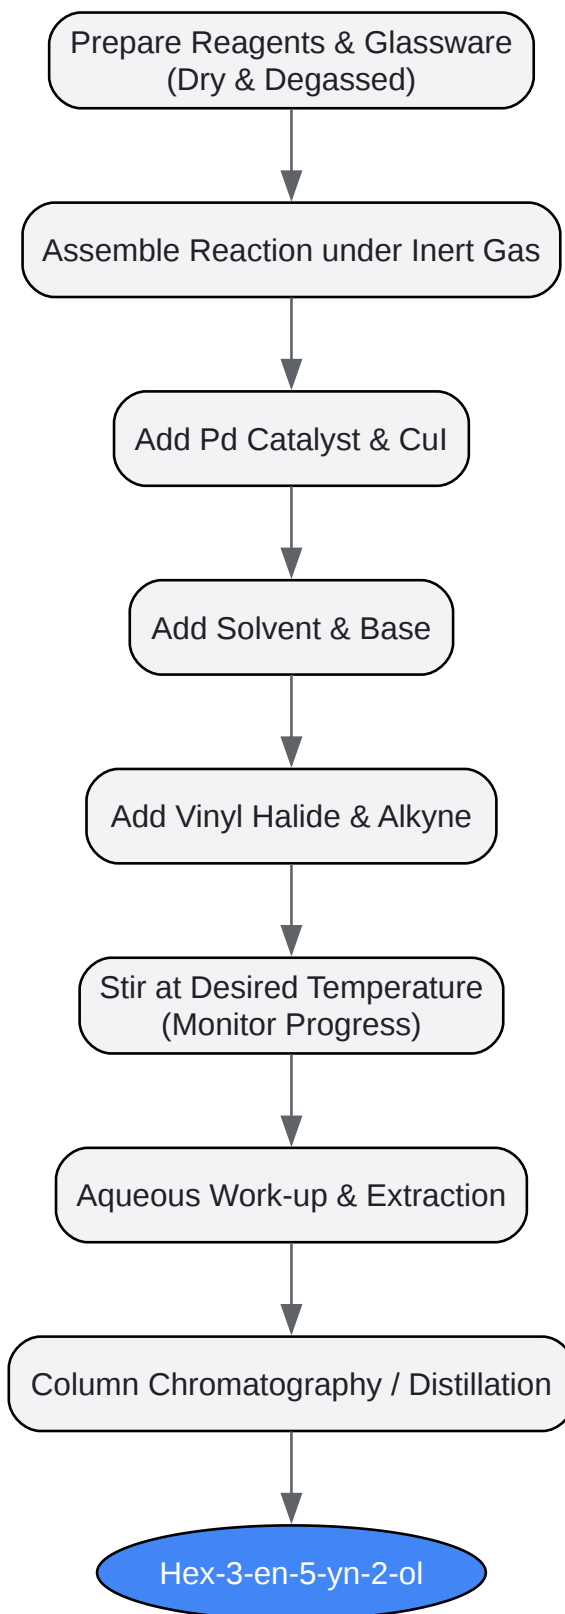 Prepare Reagents & Glassware
(Dry & Degassed)
Assemble Reaction under Inert Gas
Add Pd Catalyst & CuI
Add Solvent & Base
Add Vinyl Halide & Alkyne
Stir at Desired Temperature
(Monitor Progress)
Aqueous Work-up & Extraction
Column Chromatography / Distillation
Hex-3-en-5-yn-2-ol